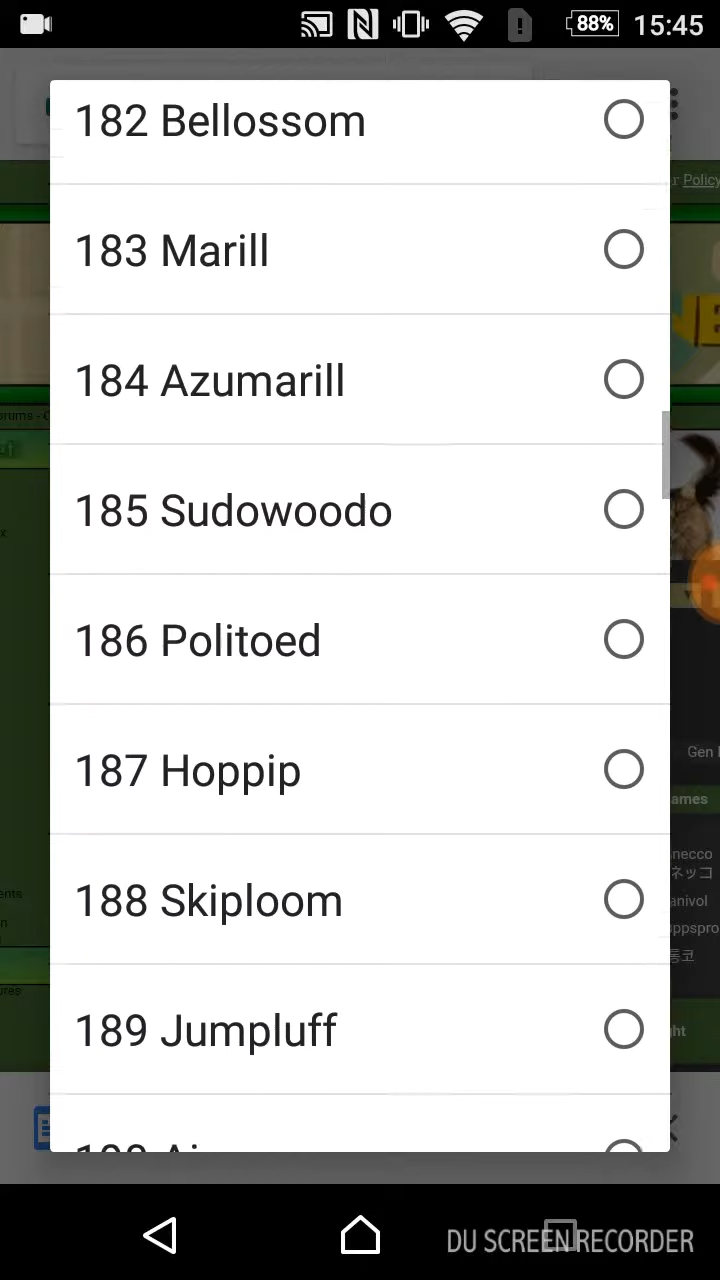 88% 15:45
182 Bellossom
Policy
183 Marill
184 Azumarill
185 Sudowoodo
186 Politoed
187 Hoppip
188 Skiploom
189 Jumpluff
DU SCREEN RECORDER